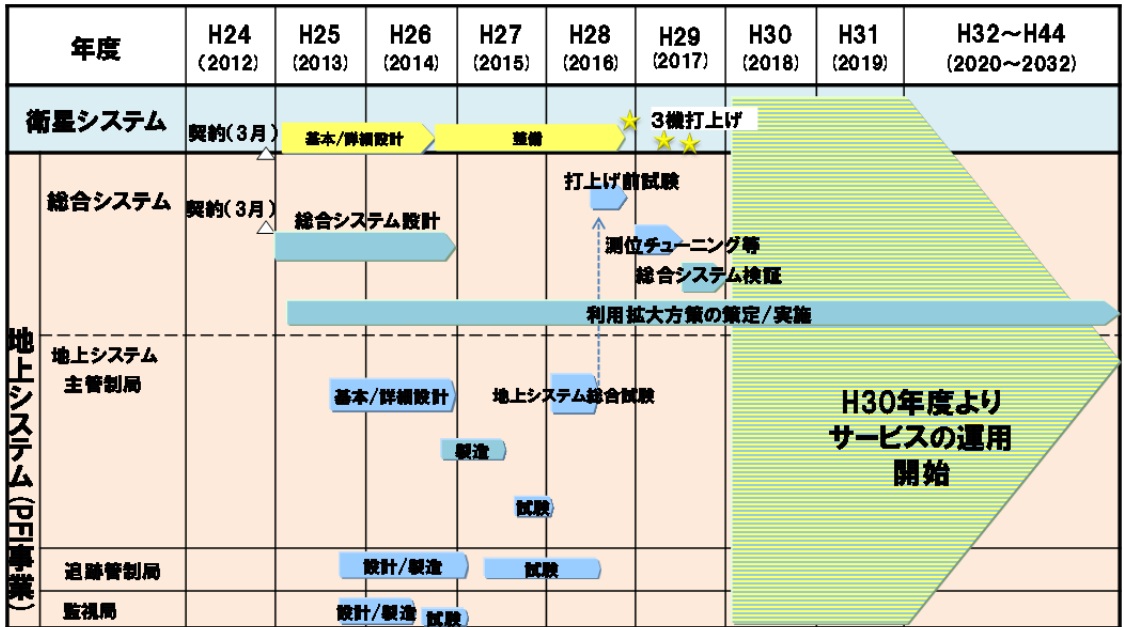 年度
H24
(2012)
H25
(2013)
H26
(2014)
H27
(2015)
H28
(2016)
H29
(2017)
H30
(2018)
H31
(2019)
H32～H44
(2020～2032)
衛星システム
契約(3月)
基本/詳細設計
整備
3機打上げ
地上システム(PFI事業)
総合システム
契約(3月)
総合システム設計
打上げ前試験
測位チューニング等
総合システム検証
利用拡大方策の策定/実施
地上システム
主管制局
基本/詳細設計
地上システム総合試験
製造
試験
H30年度より
サービスの運用
開始
追跡管制局
設計/製造
試験
監視局
設計/製造
試験